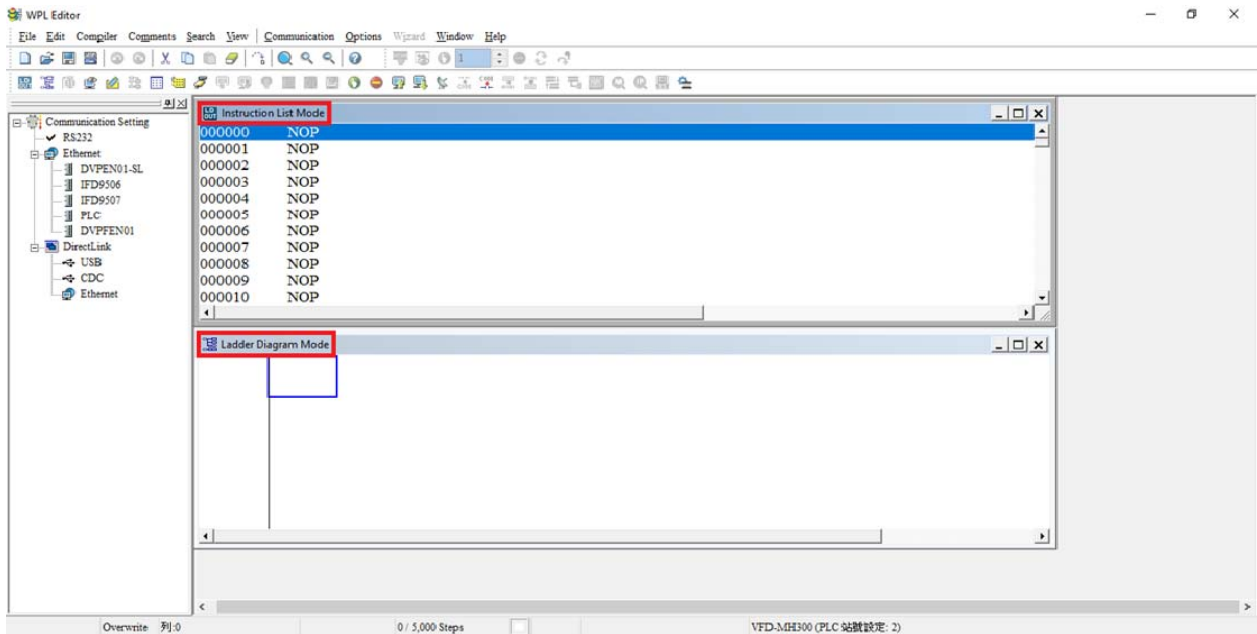 WPL Editor
File Edit Compiler Comments Search View Communication Options Wizard Window Help
1
Communication Setting
RS232
Ethernet
DVPEN01-SL
IFD9506
IFD9507
PLC
DVPFEN01
DirectLink
USB
CDC
Ethernet
LD OUT Instruction List Mode
000000 NOP
000001 NOP
000002 NOP
000003 NOP
000004 NOP
000005 NOP
000006 NOP
000007 NOP
000008 NOP
000009 NOP
000010 NOP
Ladder Diagram Mode
Overwrite 列:0 0 / 5,000 Steps VFD-MH300 (PLC 站號設定: 2)